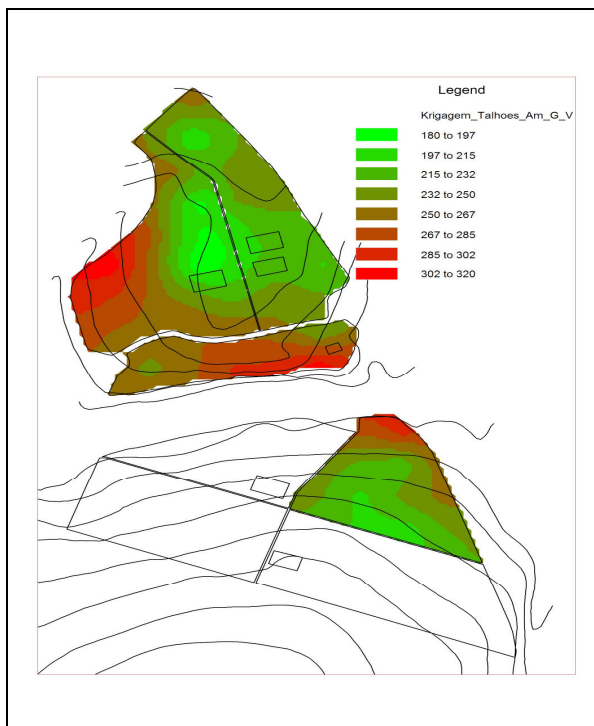 Legend
Krigagem_Talhoes_Am_G_V
180 to 197
197 to 215
215 to 232
232 to 250
250 to 267
267 to 285
285 to 302
302 to 320